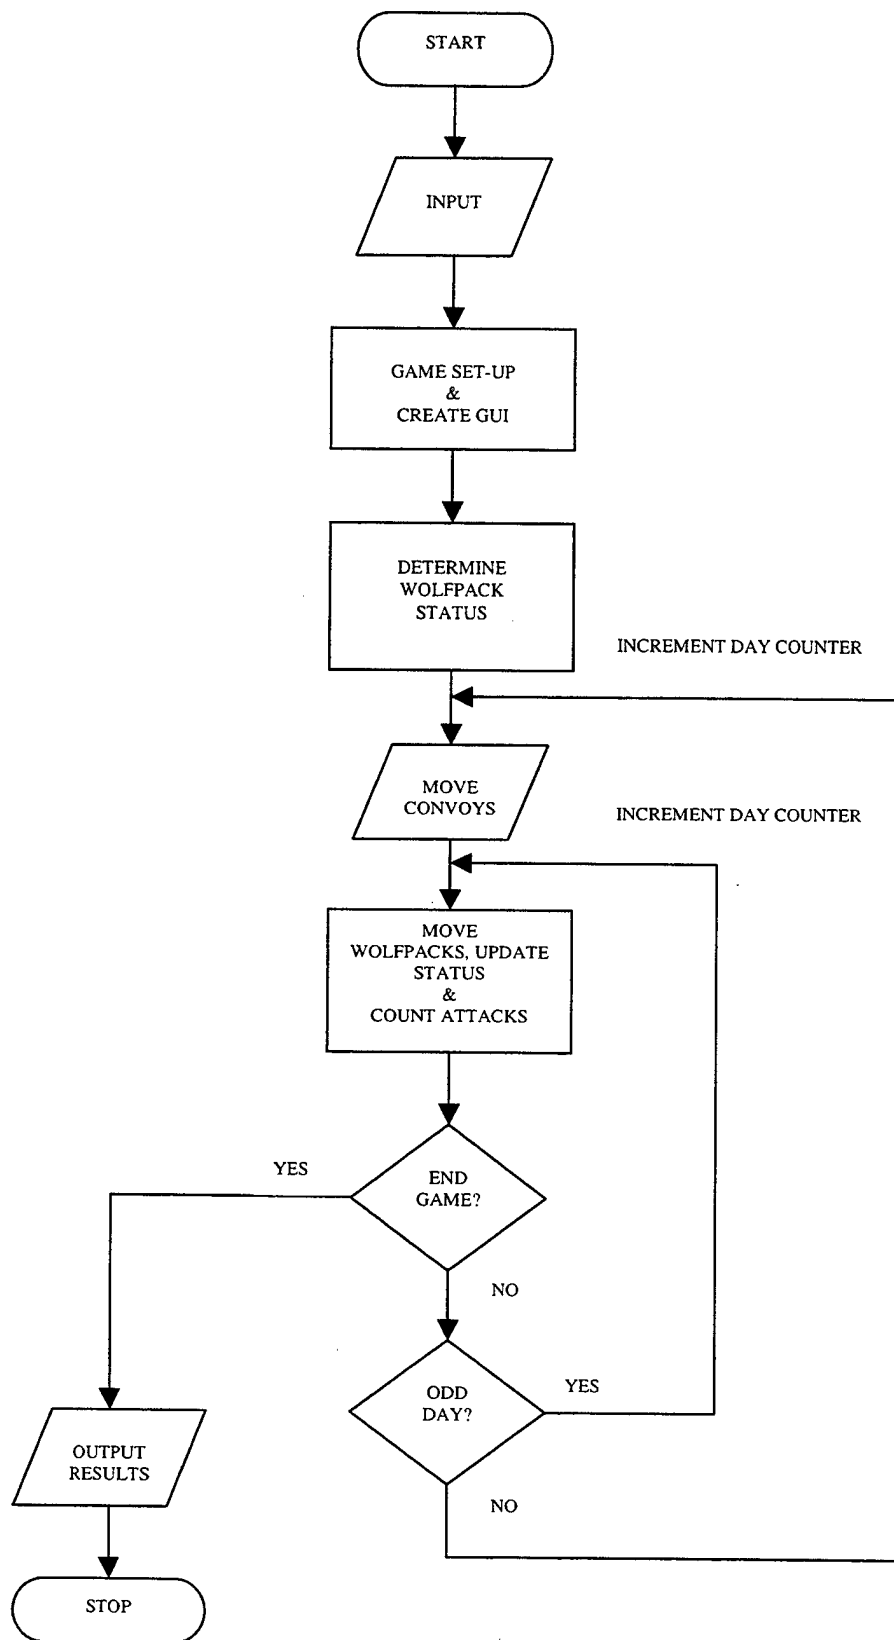 START
INPUT
GAME SET-UP
&
CREATE GUI
DETERMINE
WOLFPACK
STATUS
INCREMENT DAY COUNTER
MOVE
CONVOYS
INCREMENT DAY COUNTER
MOVE
WOLFPACKS, UPDATE
STATUS
&
COUNT ATTACKS
YES
END
GAME?
NO
ODD
DAY?
YES
OUTPUT
RESULTS
NO
STOP